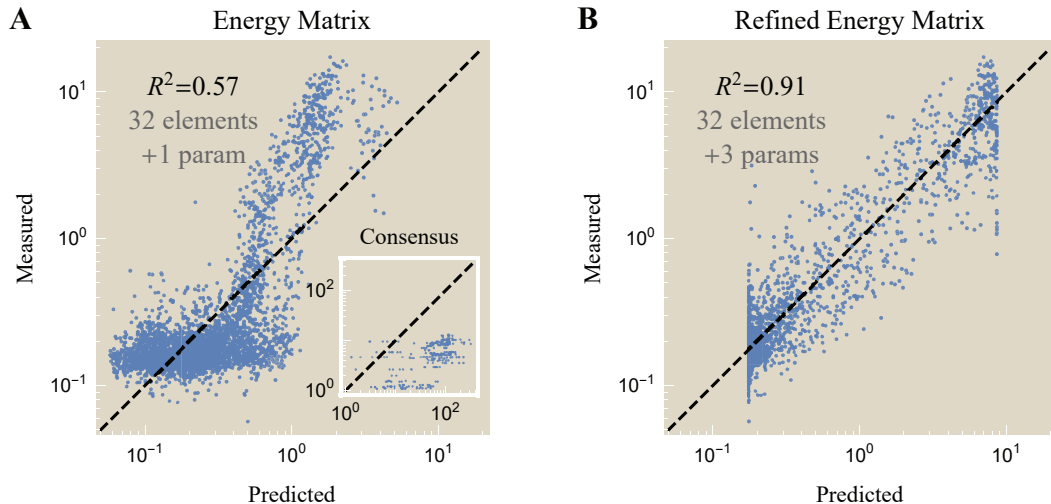 A
Energy Matrix
R²=0.57
32 elements
+1 param
10¹
10⁰
10⁻¹
Measured
Consensus
10²
10⁰
10⁰
10²
10⁻¹
10⁰
10¹
Predicted
B
Refined Energy Matrix
R²=0.91
32 elements
+3 params
10¹
10⁰
10⁻¹
Measured
10⁻¹
10⁰
10¹
Predicted